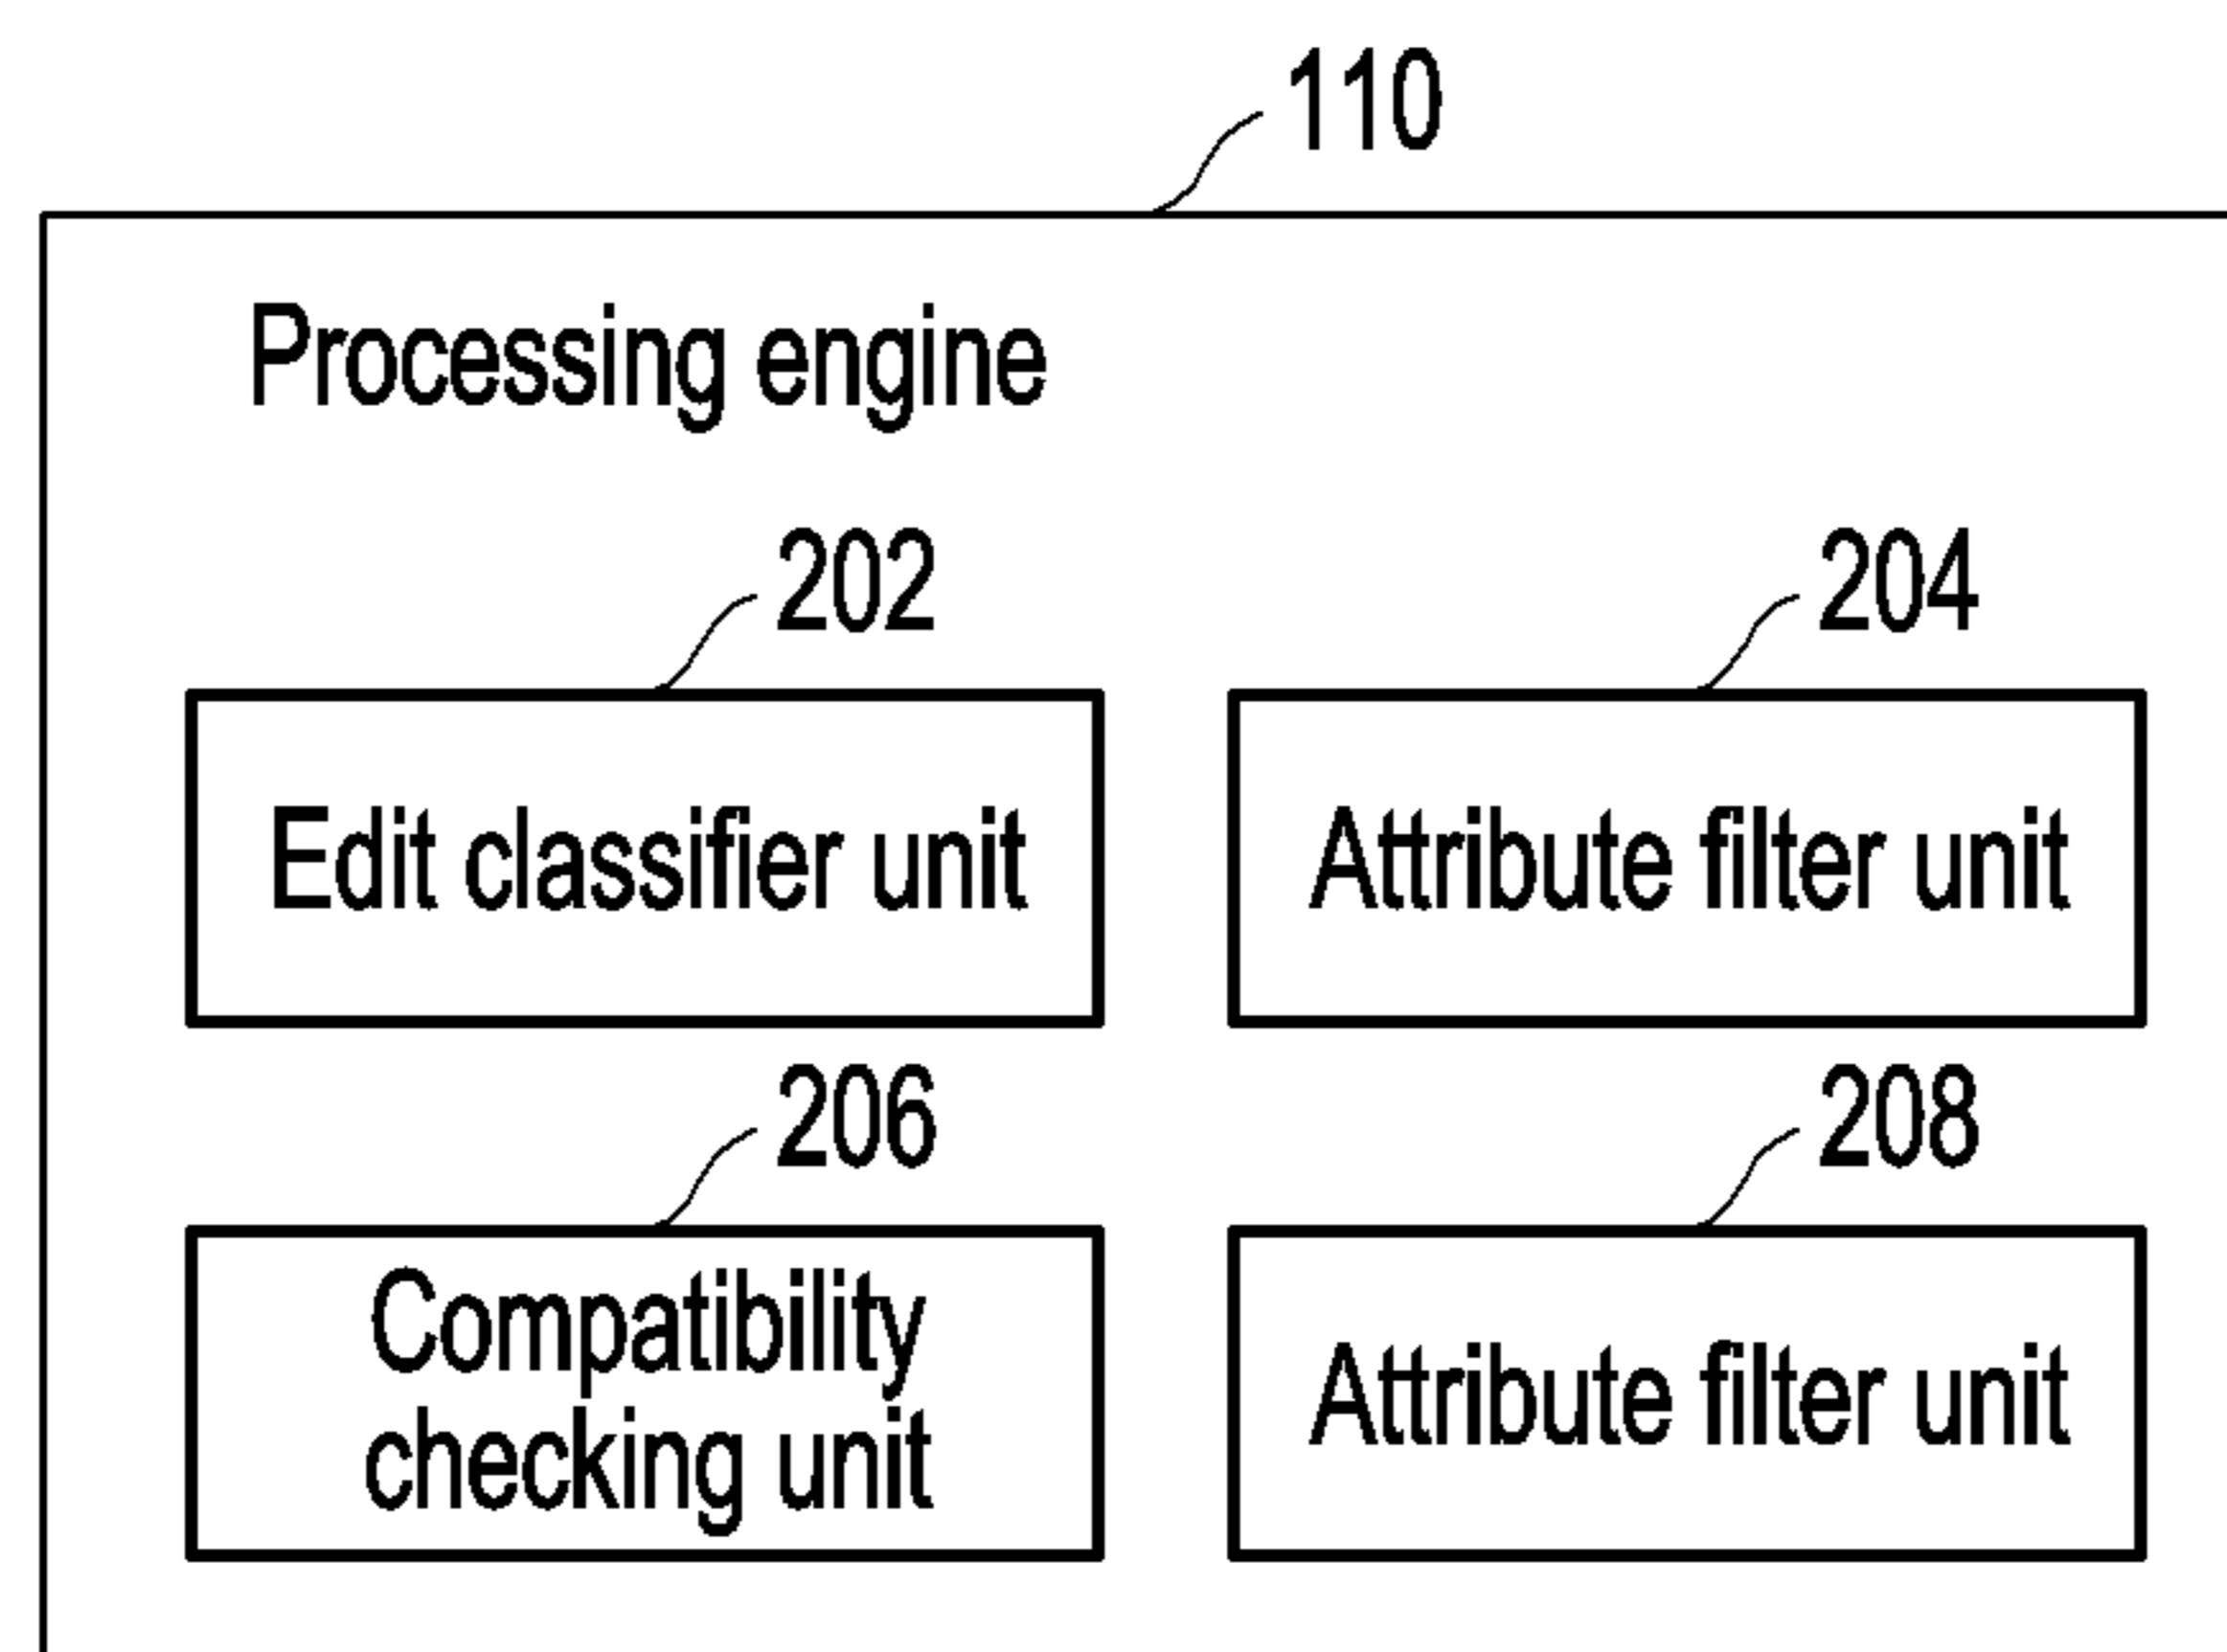 110
Processing engine
202
204
Edit classifier unit
Attribute filter unit
206
208
Compatibility
checking unit
Attribute filter unit